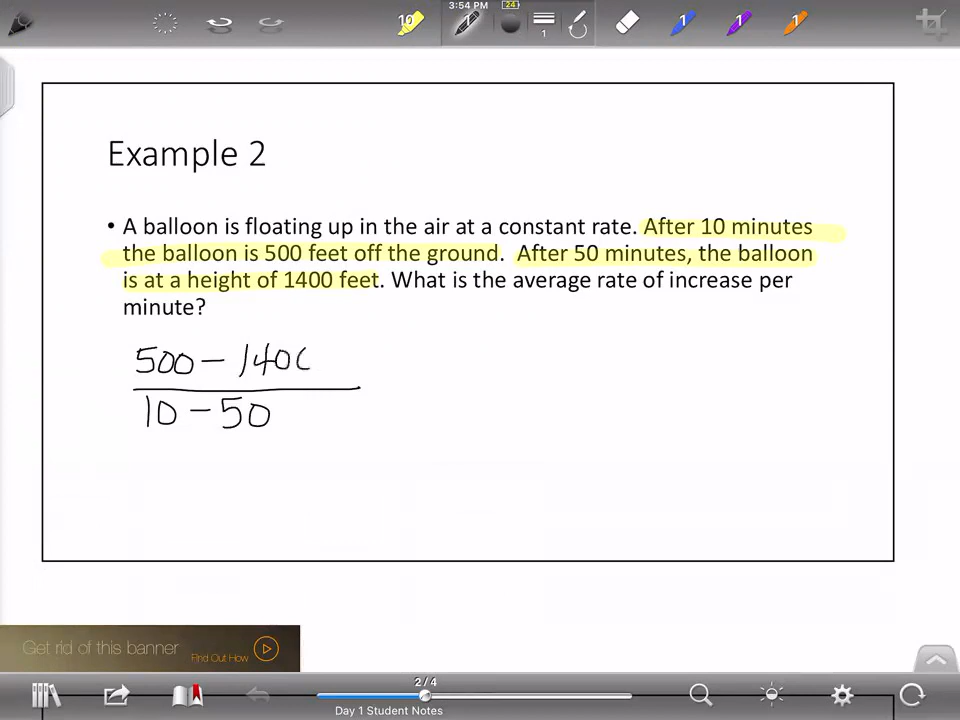 3:54 PM
24
10
1
1
1
1
1
Example 2
• A balloon is floating up in the air at a constant rate. After 10 minutes
the balloon is 500 feet off the ground. After 50 minutes, the balloon
is at a height of 1400 feet. What is the average rate of increase per
minute?
500 - 140
10 - 50
Get rid of this banner
Find Out How
2/4
Day 1 Student Notes